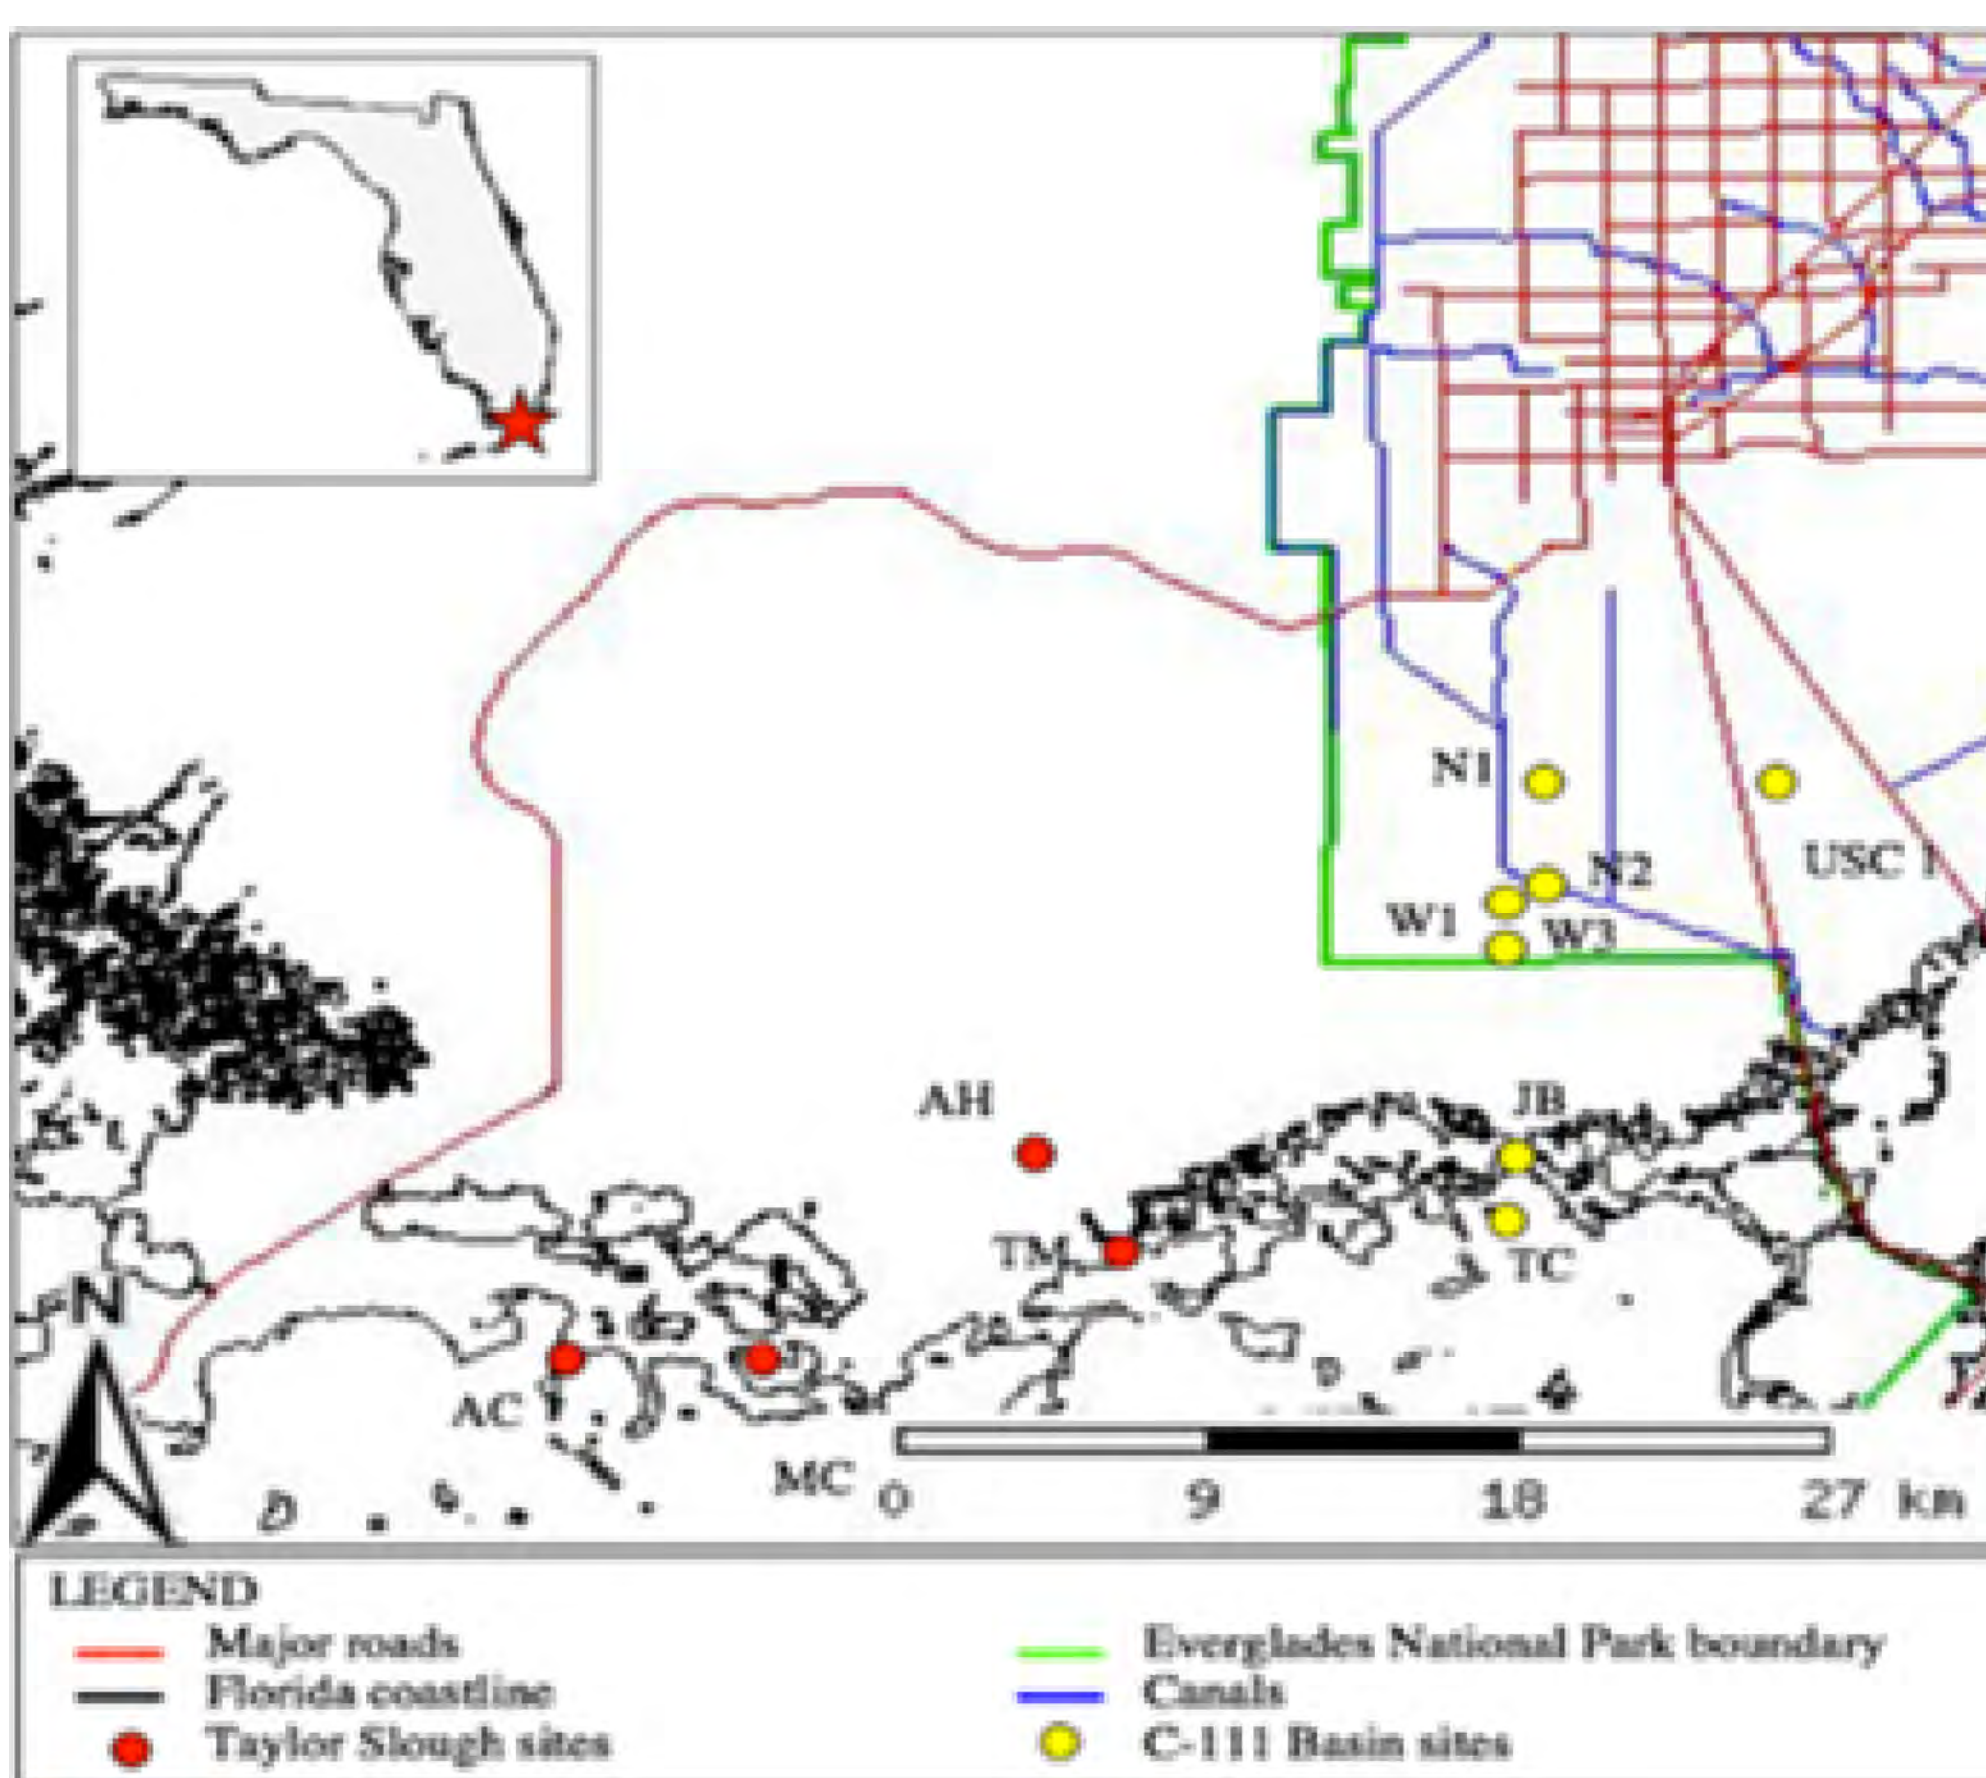 N1
N2
USC 1
W1
W3
AH
JB
TM
TC
N
AC
MC
0 9 18 27 km
LEGEND
Major roads
Everglades National Park boundary
Florida coastline
Canals
Taylor Slough sites
C-111 Basin sites